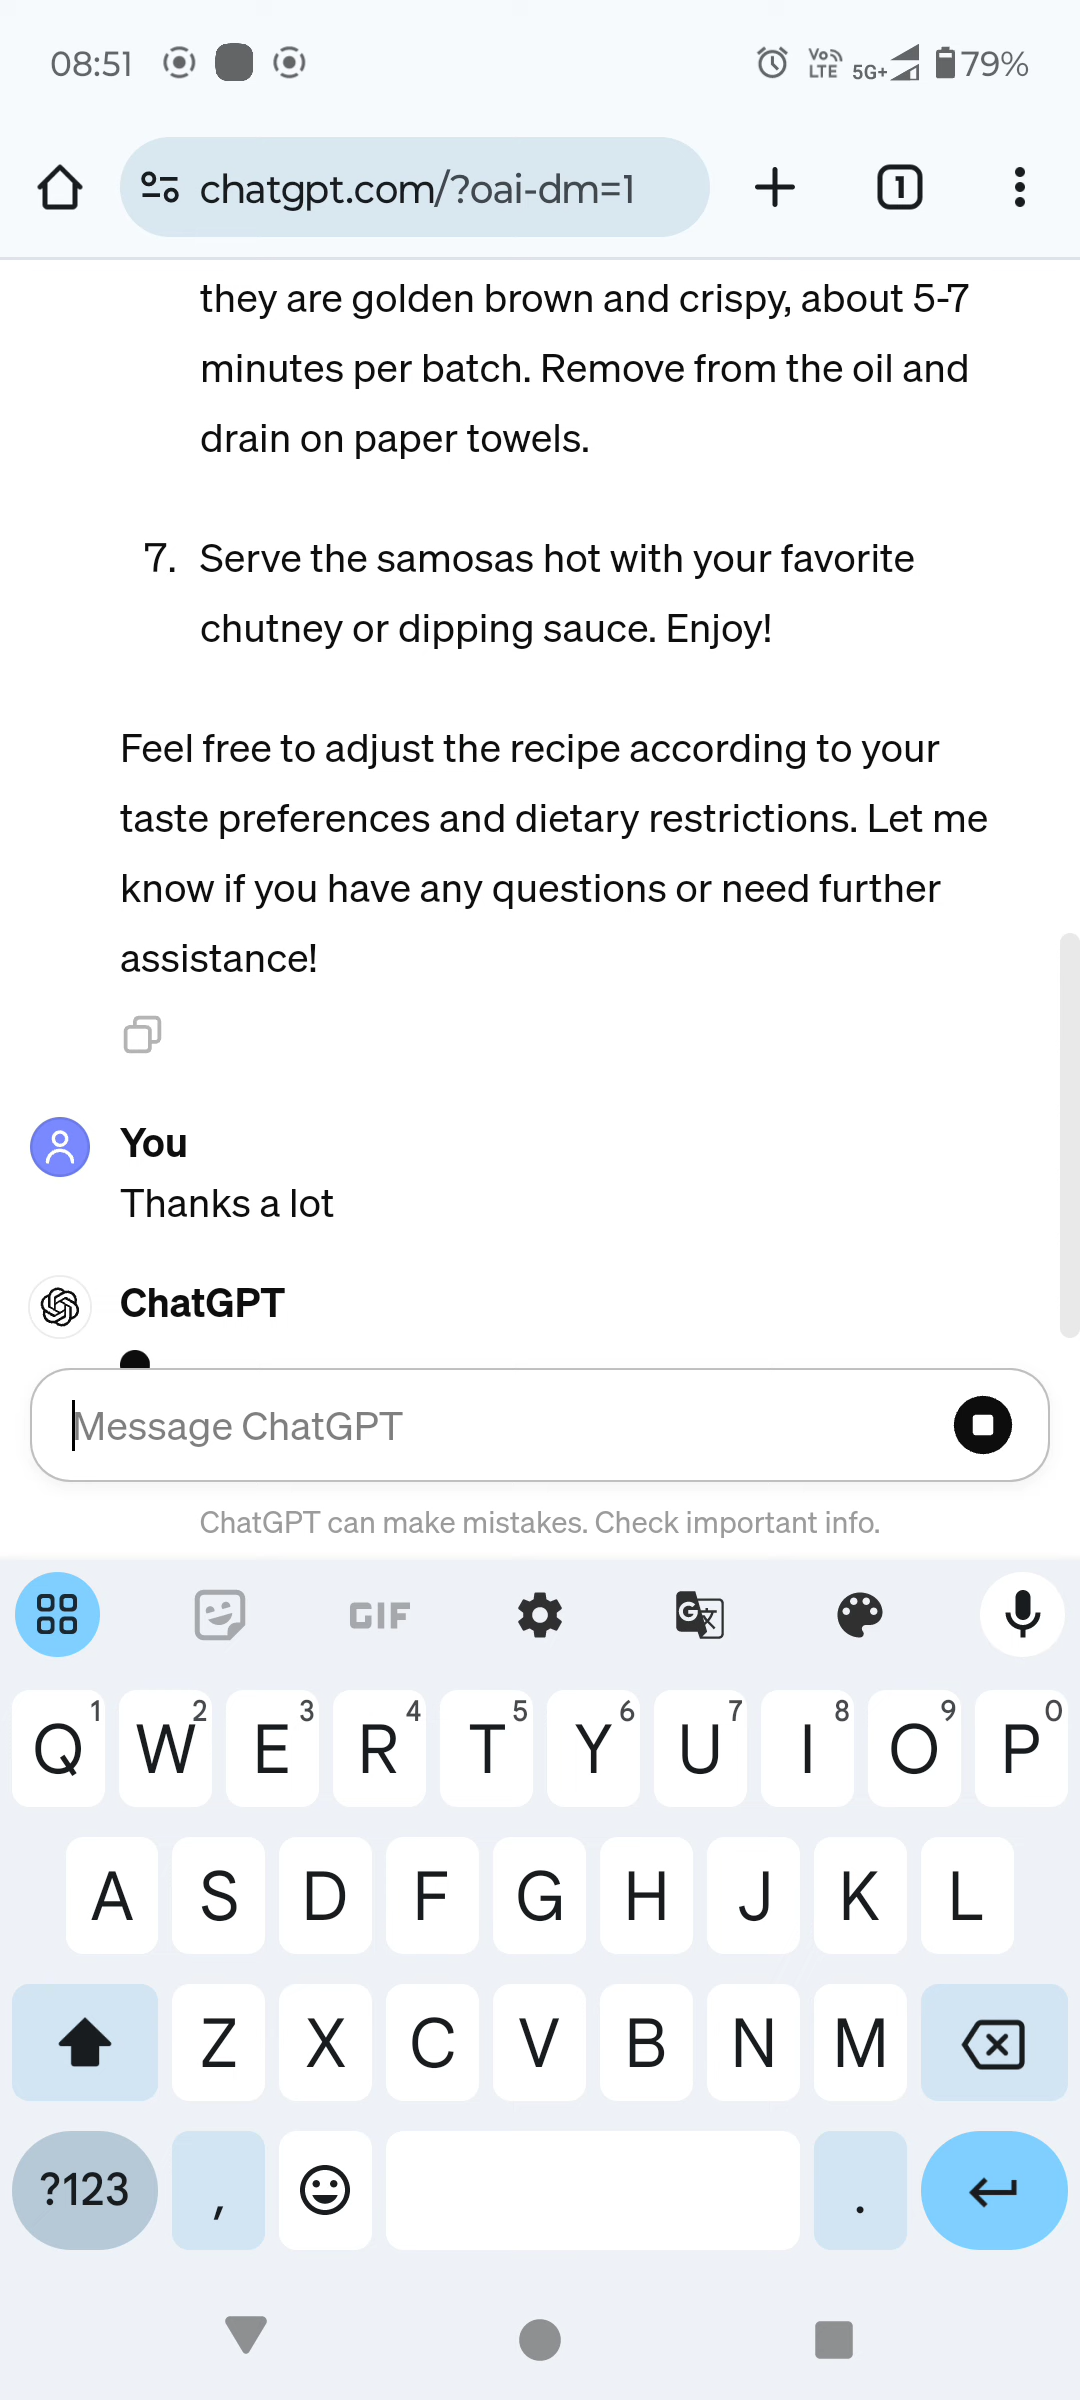 08:51 VoLTE 5G+ 79%
chatgpt.com/?oai-dm=1 1
they are golden brown and crispy, about 5-7
minutes per batch. Remove from the oil and
drain on paper towels.
7. Serve the samosas hot with your favorite
chutney or dipping sauce. Enjoy!
Feel free to adjust the recipe according to your
taste preferences and dietary restrictions. Let me
know if you have any questions or need further
assistance!
You
Thanks a lot
ChatGPT
Message ChatGPT
ChatGPT can make mistakes. Check important info.
GIF G
Q 1 W 2 E 3 R 4 T 5 Y 6 U 7 I 8 O 9 P 0
A S D F G H J K L
Z X C V B N M
?123 , .